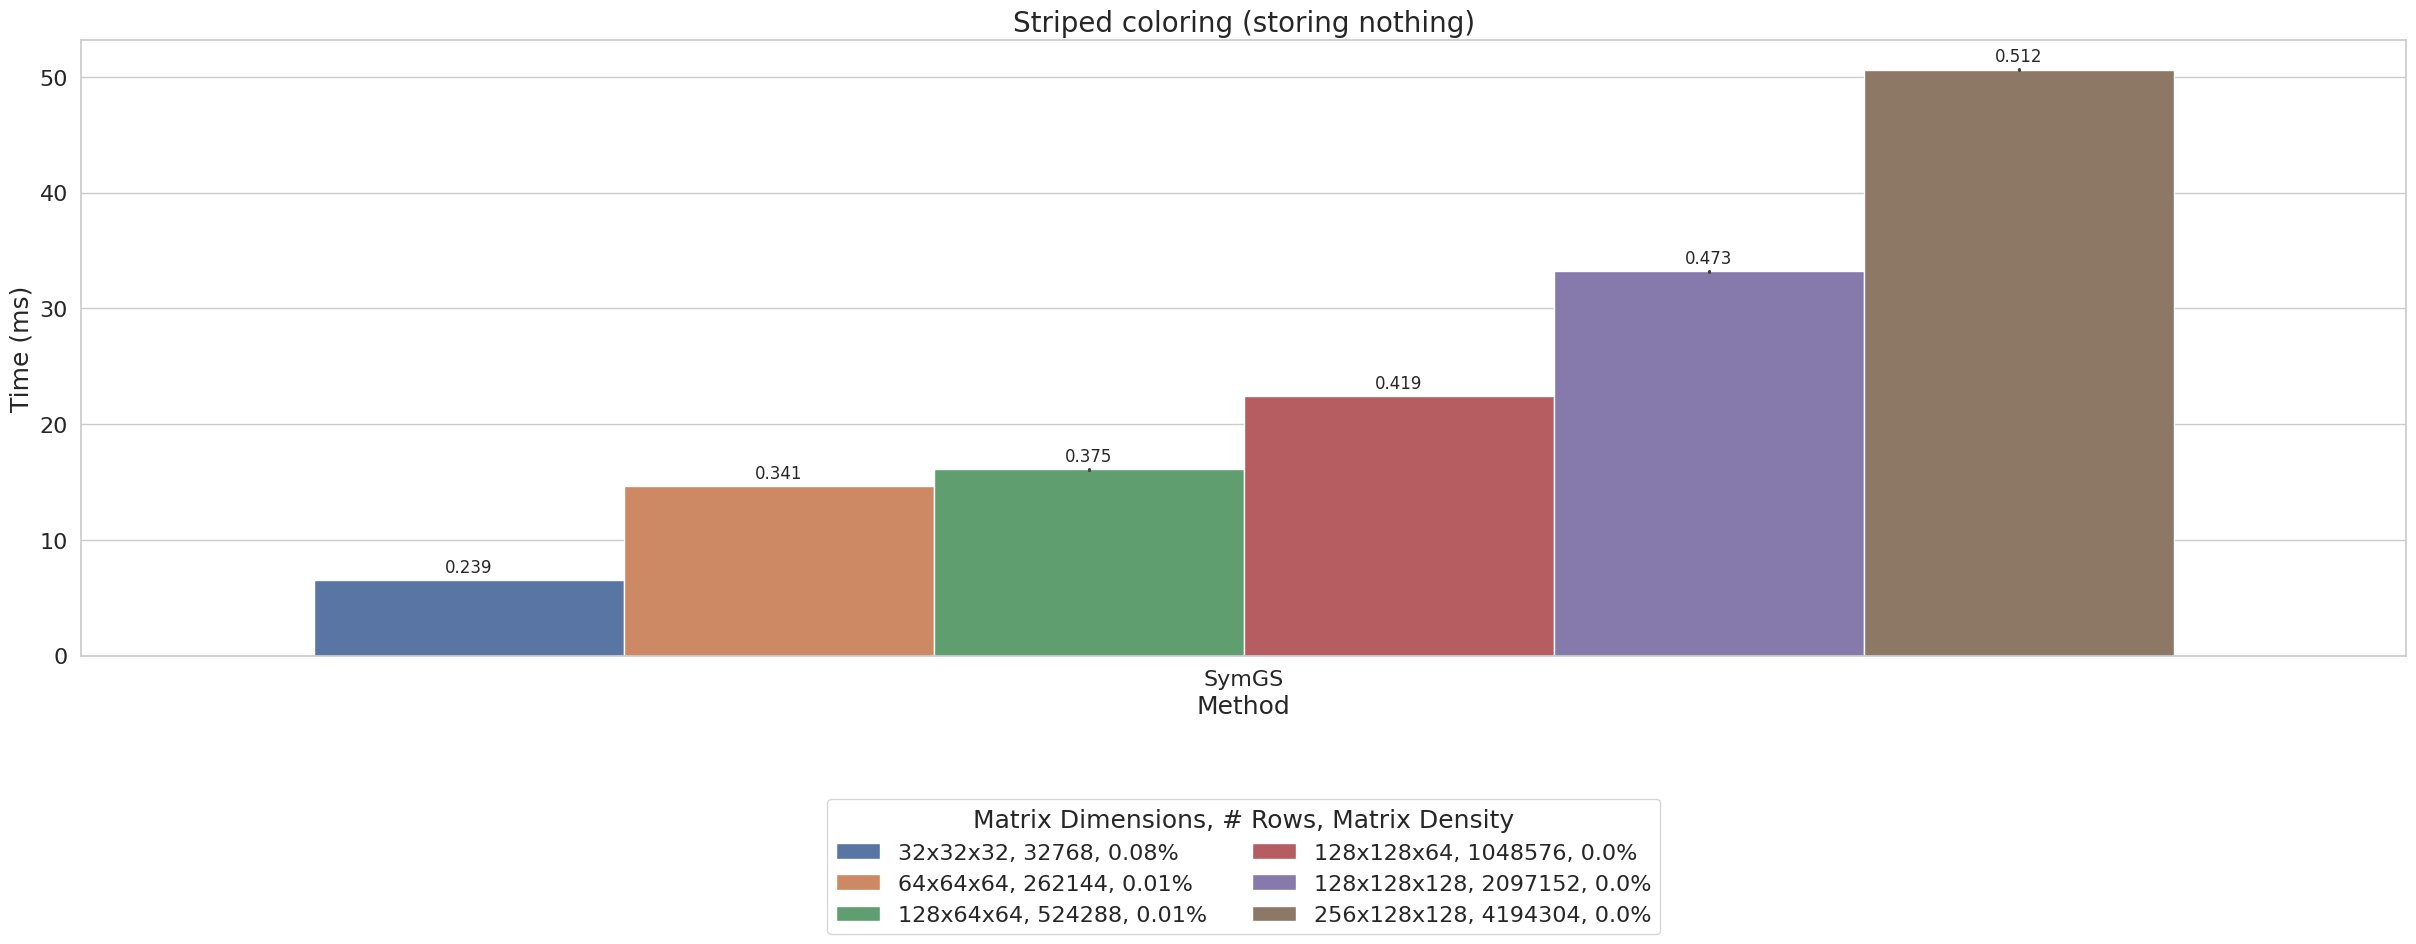 Striped coloring (storing nothing)
Time (ms)
50
40
30
20
10
0
0.239
0.341
0.375
0.419
0.473
0.512
SymGS
Method
Matrix Dimensions, # Rows, Matrix Density
32x32x32, 32768, 0.08%
64x64x64, 262144, 0.01%
128x64x64, 524288, 0.01%
128x128x64, 1048576, 0.0%
128x128x128, 2097152, 0.0%
256x128x128, 4194304, 0.0%